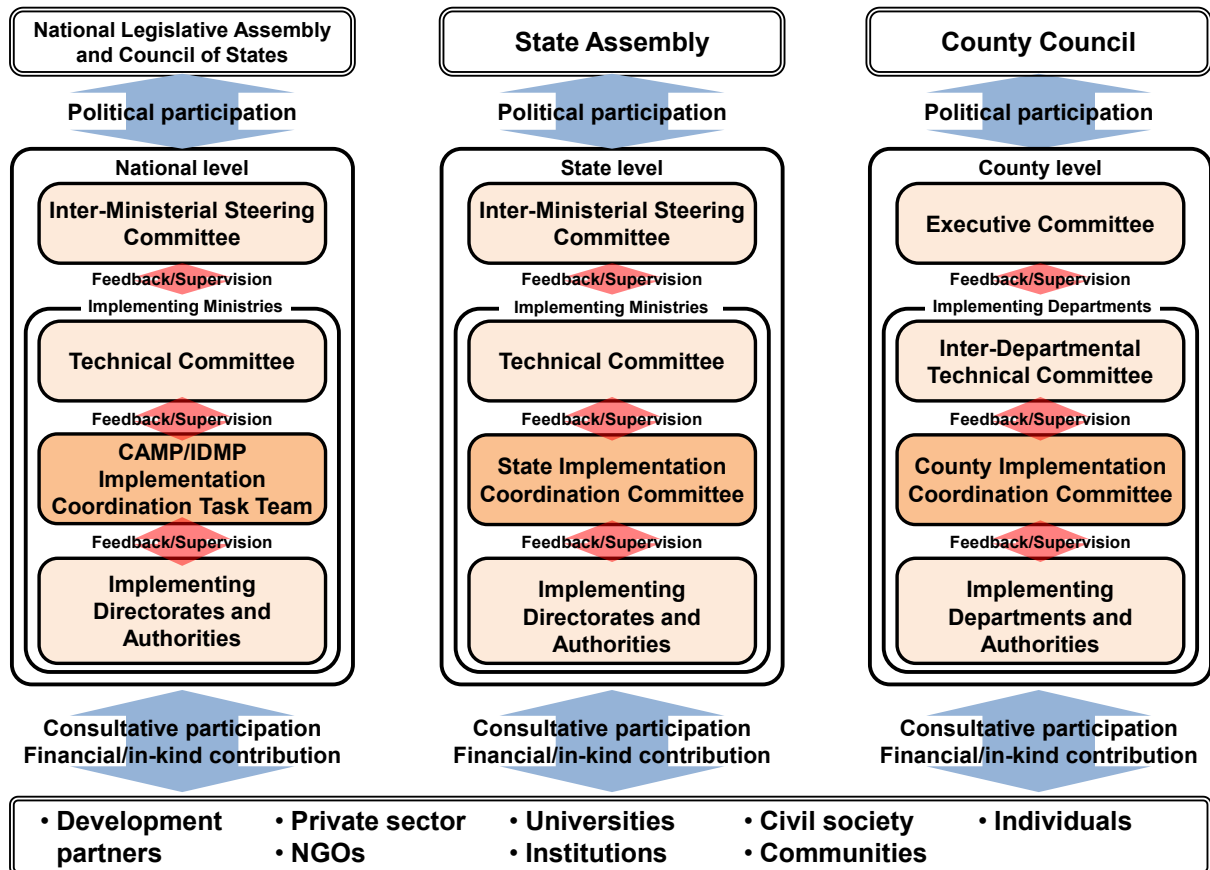 National Legislative Assembly
and Council of States
State Assembly
County Council
Political participation
Political participation
Political participation
National level
Inter-Ministerial Steering
Committee
Feedback/Supervision
Implementing Ministries
Technical Committee
Feedback/Supervision
CAMP/IDMP
Implementation
Coordination Task Team
Feedback/Supervision
Implementing
Directorates and
Authorities
State level
Inter-Ministerial Steering
Committee
Feedback/Supervision
Implementing Ministries
Technical Committee
Feedback/Supervision
State Implementation
Coordination Committee
Feedback/Supervision
Implementing
Directorates and
Authorities
County level
Executive Committee
Feedback/Supervision
Implementing Departments
Inter-Departmental
Technical Committee
Feedback/Supervision
County Implementation
Coordination Committee
Feedback/Supervision
Implementing
Departments and
Authorities
Consultative participation
Financial/in-kind contribution
Consultative participation
Financial/in-kind contribution
Consultative participation
Financial/in-kind contribution
• Development
partners
• Private sector
• NGOs
• Universities
• Institutions
• Civil society
• Communities
• Individuals